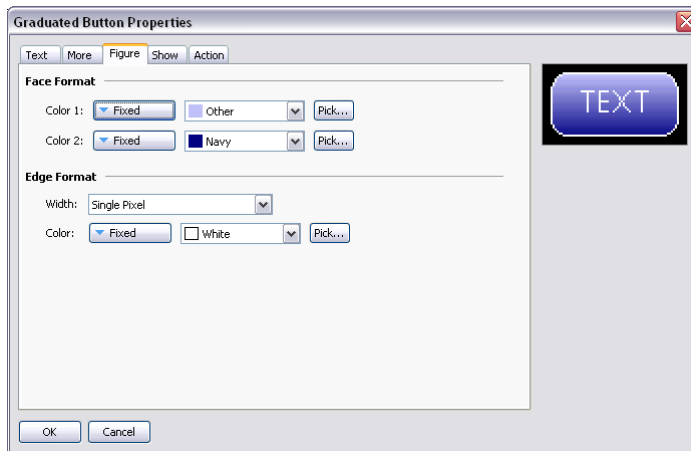 Graduated Button Properties
Text More Figure Show Action
Face Format
Color 1: Fixed Other Pick...
Color 2: Fixed Navy Pick...
Edge Format
Width: Single Pixel
Color: Fixed White Pick...
OK Cancel
TEXT